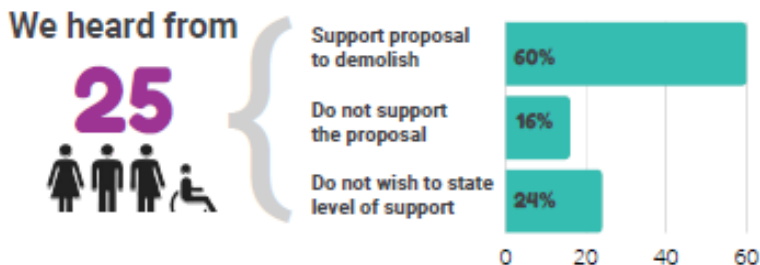 We heard from
25
Support proposal
to demolish
60%
Do not support
the proposal
16%
Do not wish to state
level of support
24%
0 20 40 60